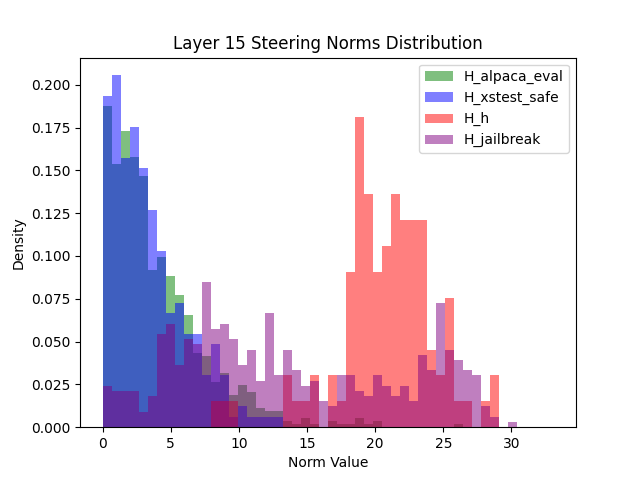 Layer 15 Steering Norms Distribution
H_alpaca_eval
H_xstest_safe
H_h
H_jailbreak
0.200
0.175
0.150
0.125
0.100
0.075
0.050
0.025
0.000
Density
0 5 10 15 20 25 30
Norm Value